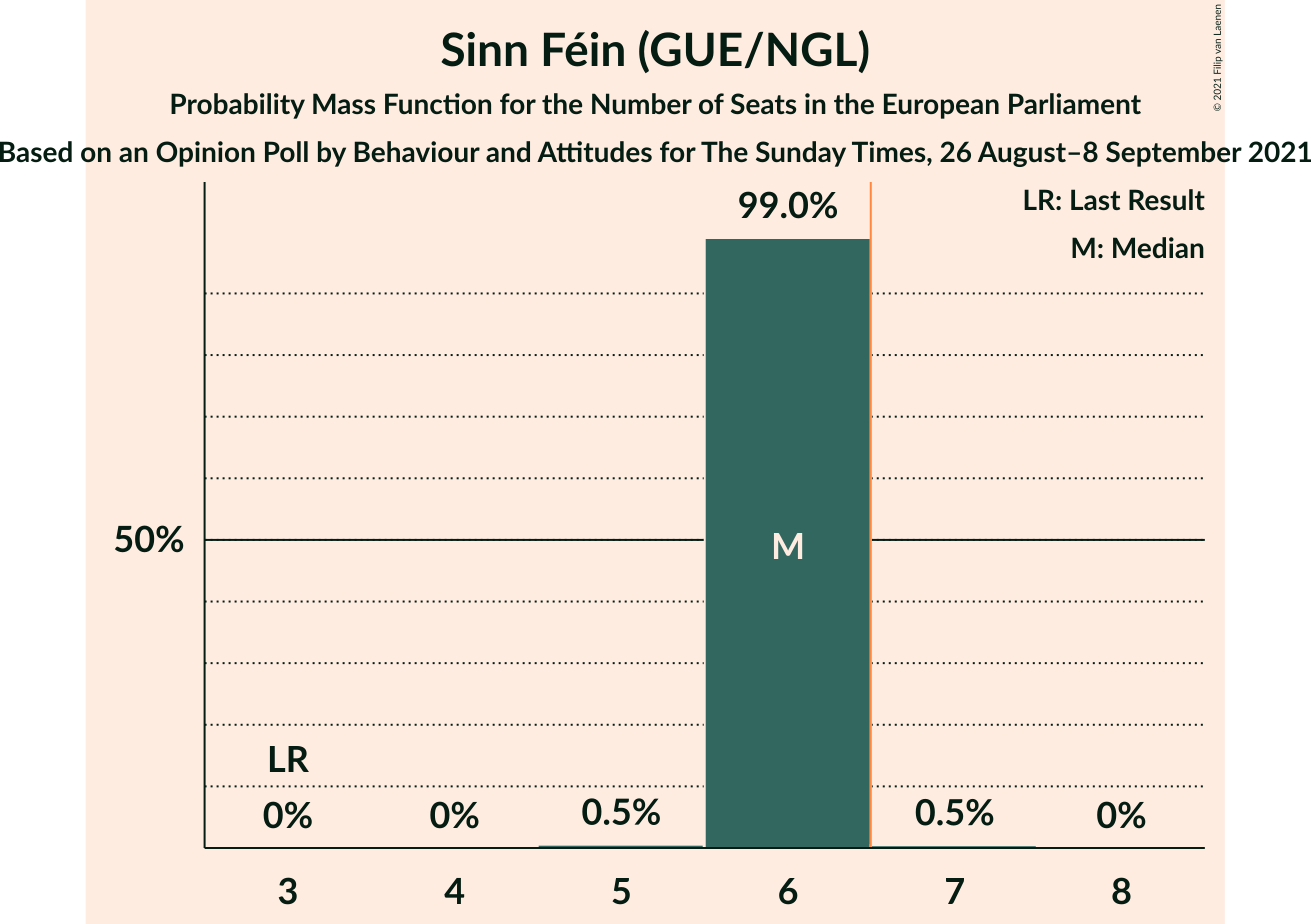 Sinn Féin (GUE/NGL)
Probability Mass Function for the Number of Seats in the European Parliament
Based on an Opinion Poll by Behaviour and Attitudes for The Sunday Times, 26 August–8 September 2021
© 2021 Filip van Laenen
LR: Last Result
M: Median
99.0%
50%
M
LR
0%
0%
0.5%
0.5%
0%
3
4
5
6
7
8